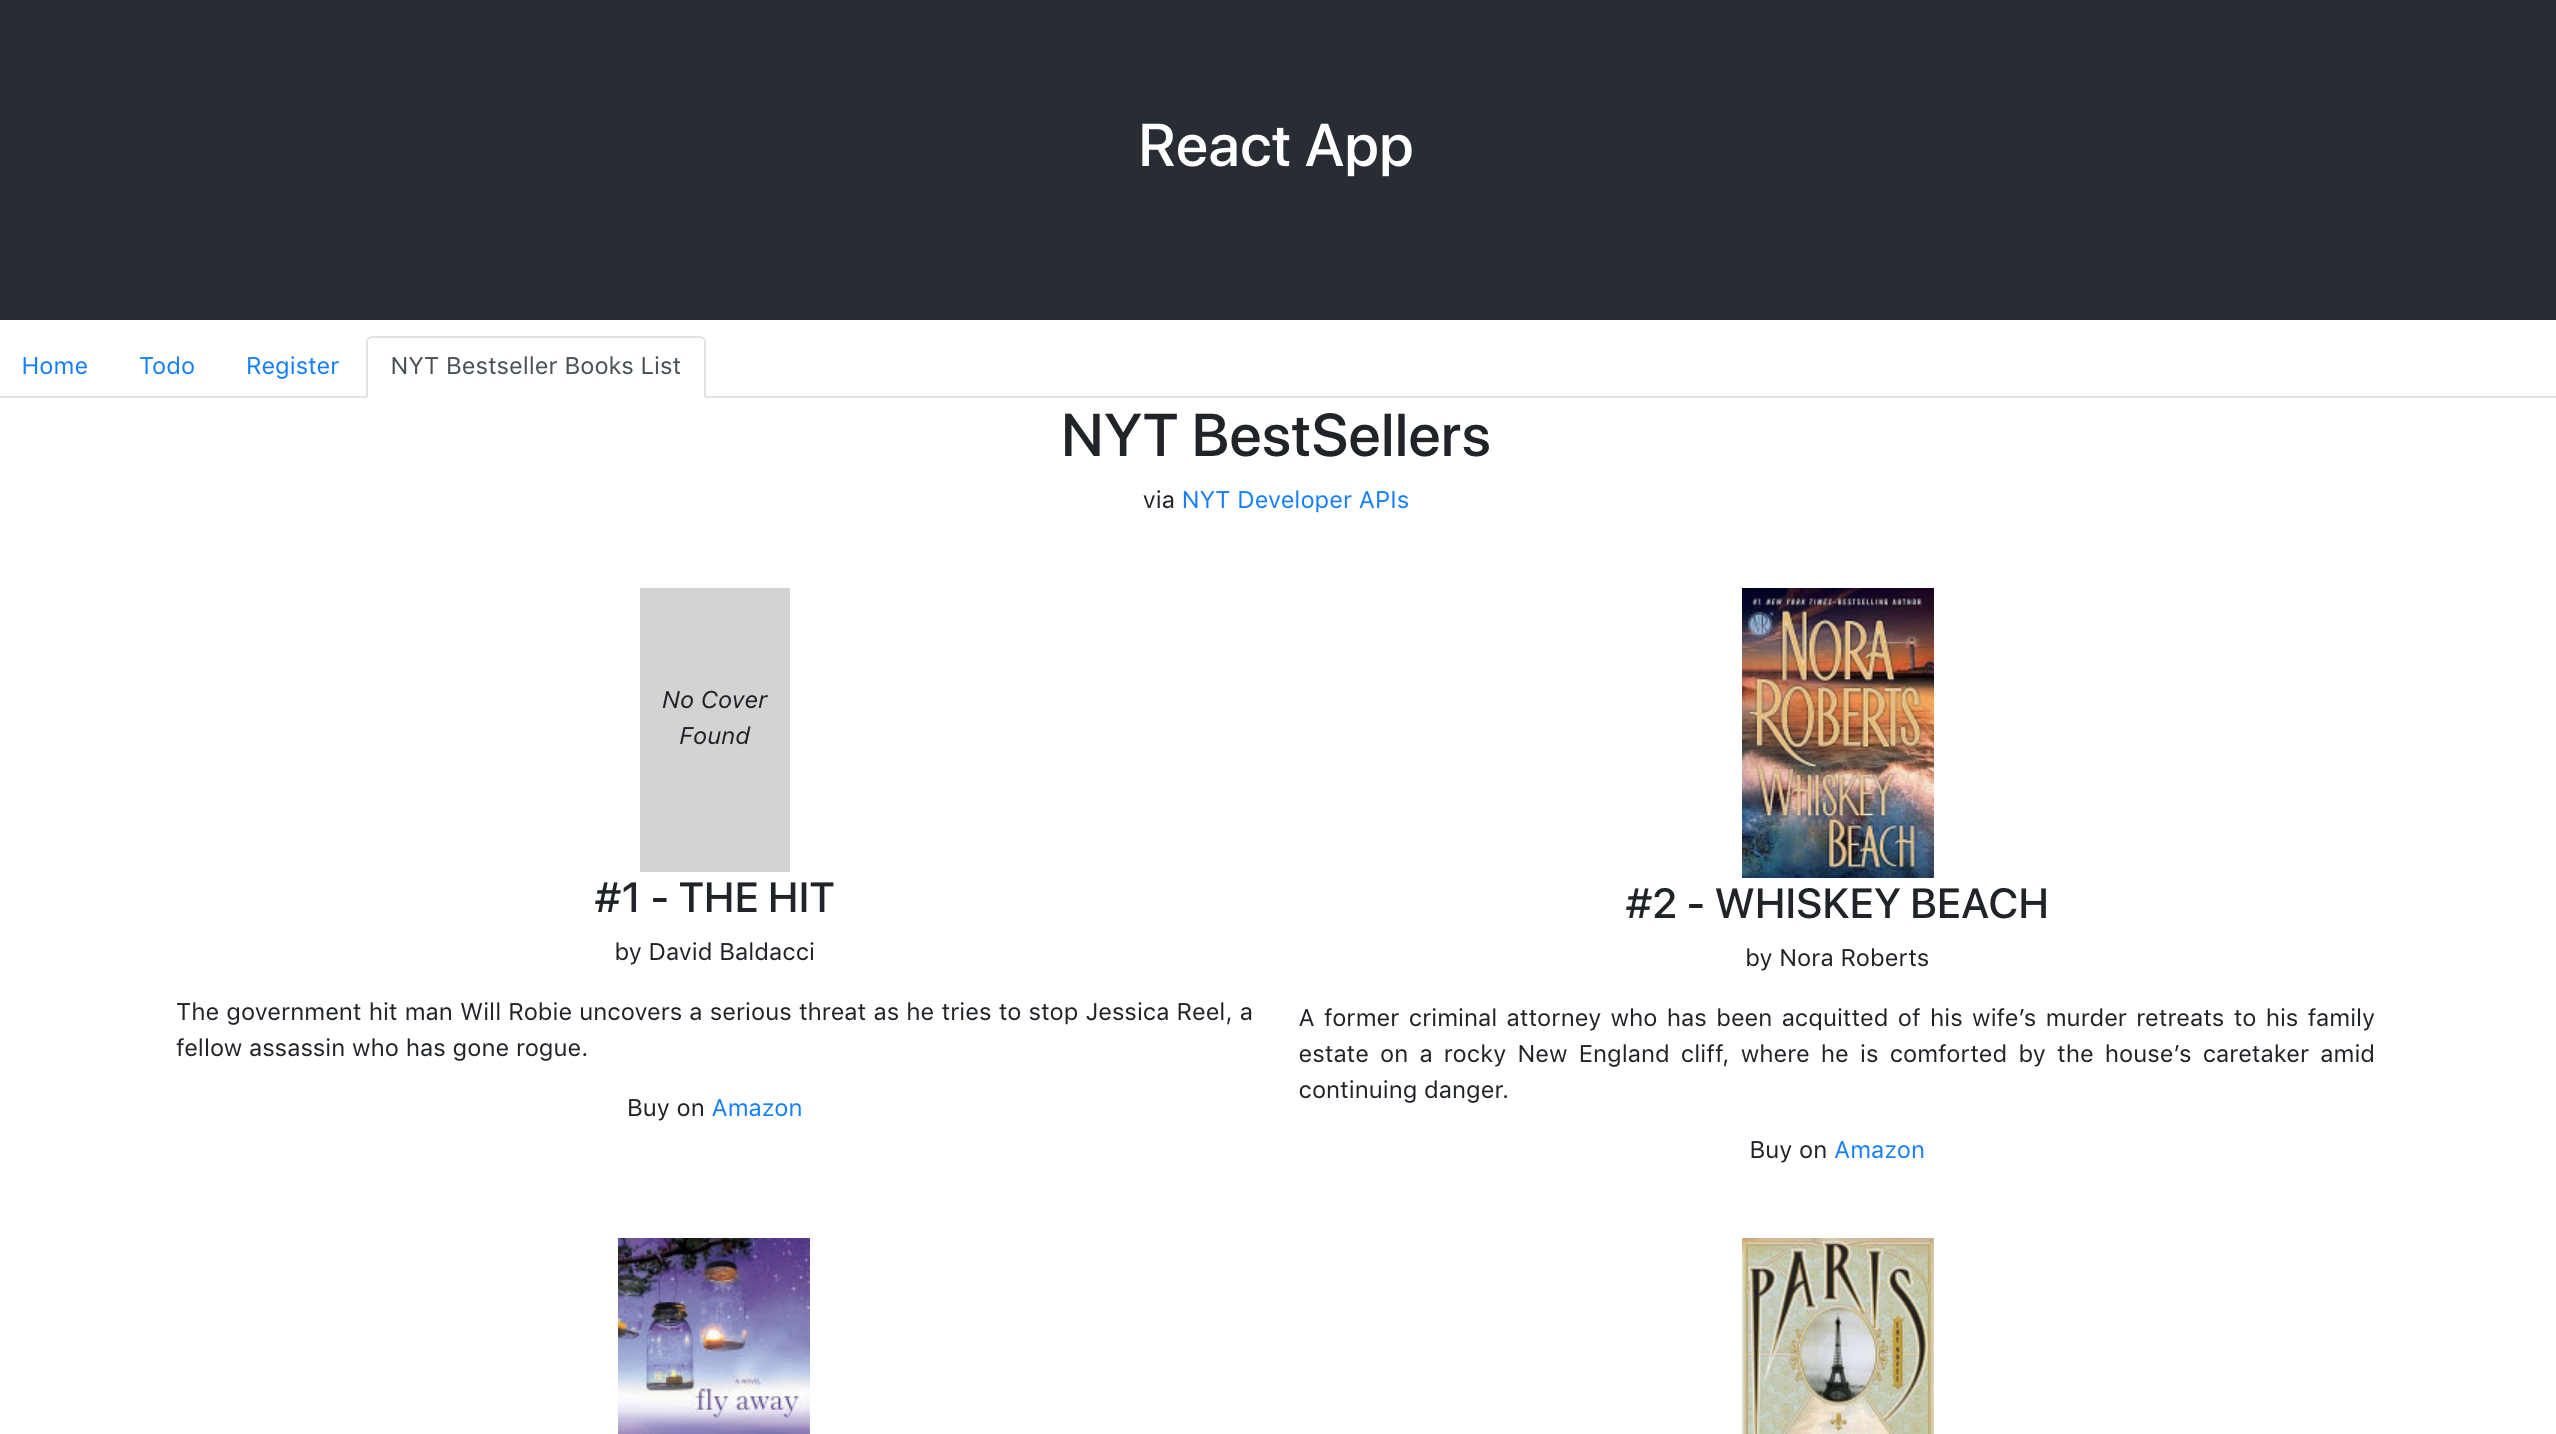 React App
Home
Todo
Register
NYT Bestseller Books List
NYT BestSellers
via NYT Developer APIs
No Cover
Found
#1 - THE HIT
by David Baldacci
The government hit man Will Robie uncovers a serious threat as he tries to stop Jessica Reel, a
fellow assassin who has gone rogue.
Buy on Amazon
#1 NEW YORK TIMES–BESTSELLING AUTHOR
NR
NORA
ROBERTS
WHISKEY
BEACH
#2 - WHISKEY BEACH
by Nora Roberts
A former criminal attorney who has been acquitted of his wife’s murder retreats to his family
estate on a rocky New England cliff, where he is comforted by the house’s caretaker amid
continuing danger.
Buy on Amazon
A NOVEL
fly away
PARIS
THE NOVEL